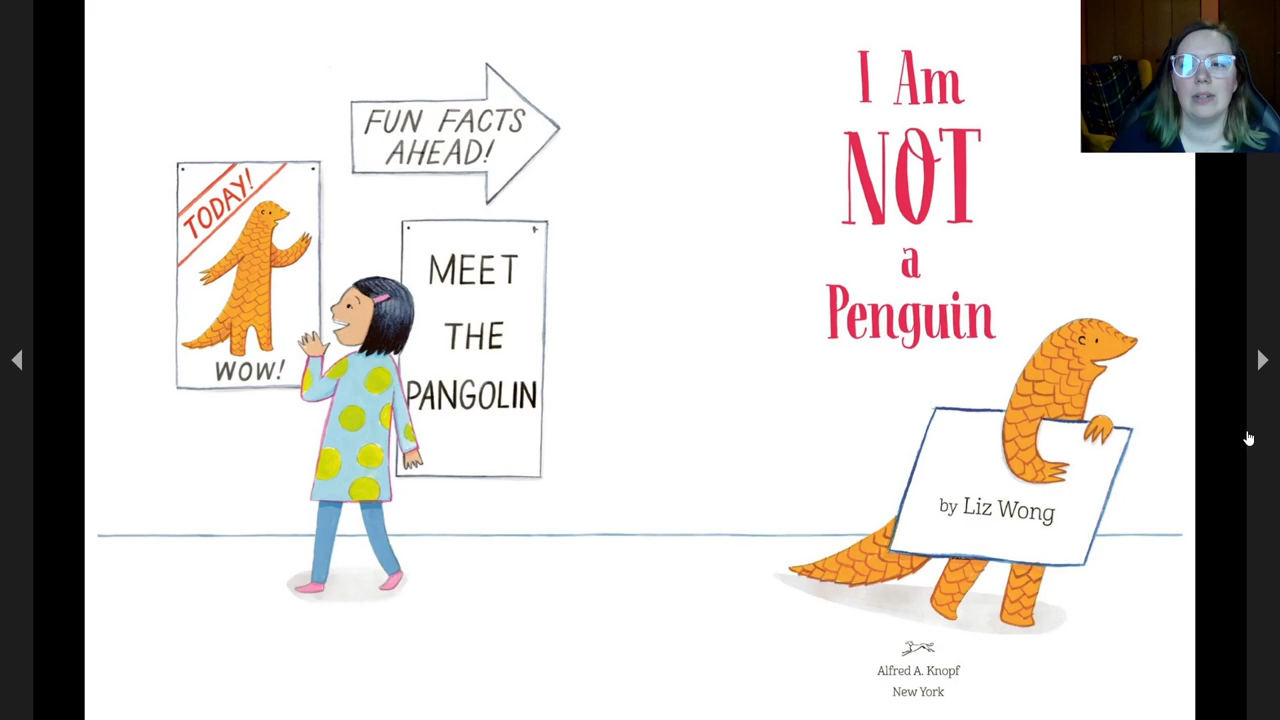 FUN FACTS
AHEAD!
TODAY!
WOW!
MEET
THE
PANGOLIN
I Am
NOT
a
Penguin
by Liz Wong
Alfred A. Knopf
New York